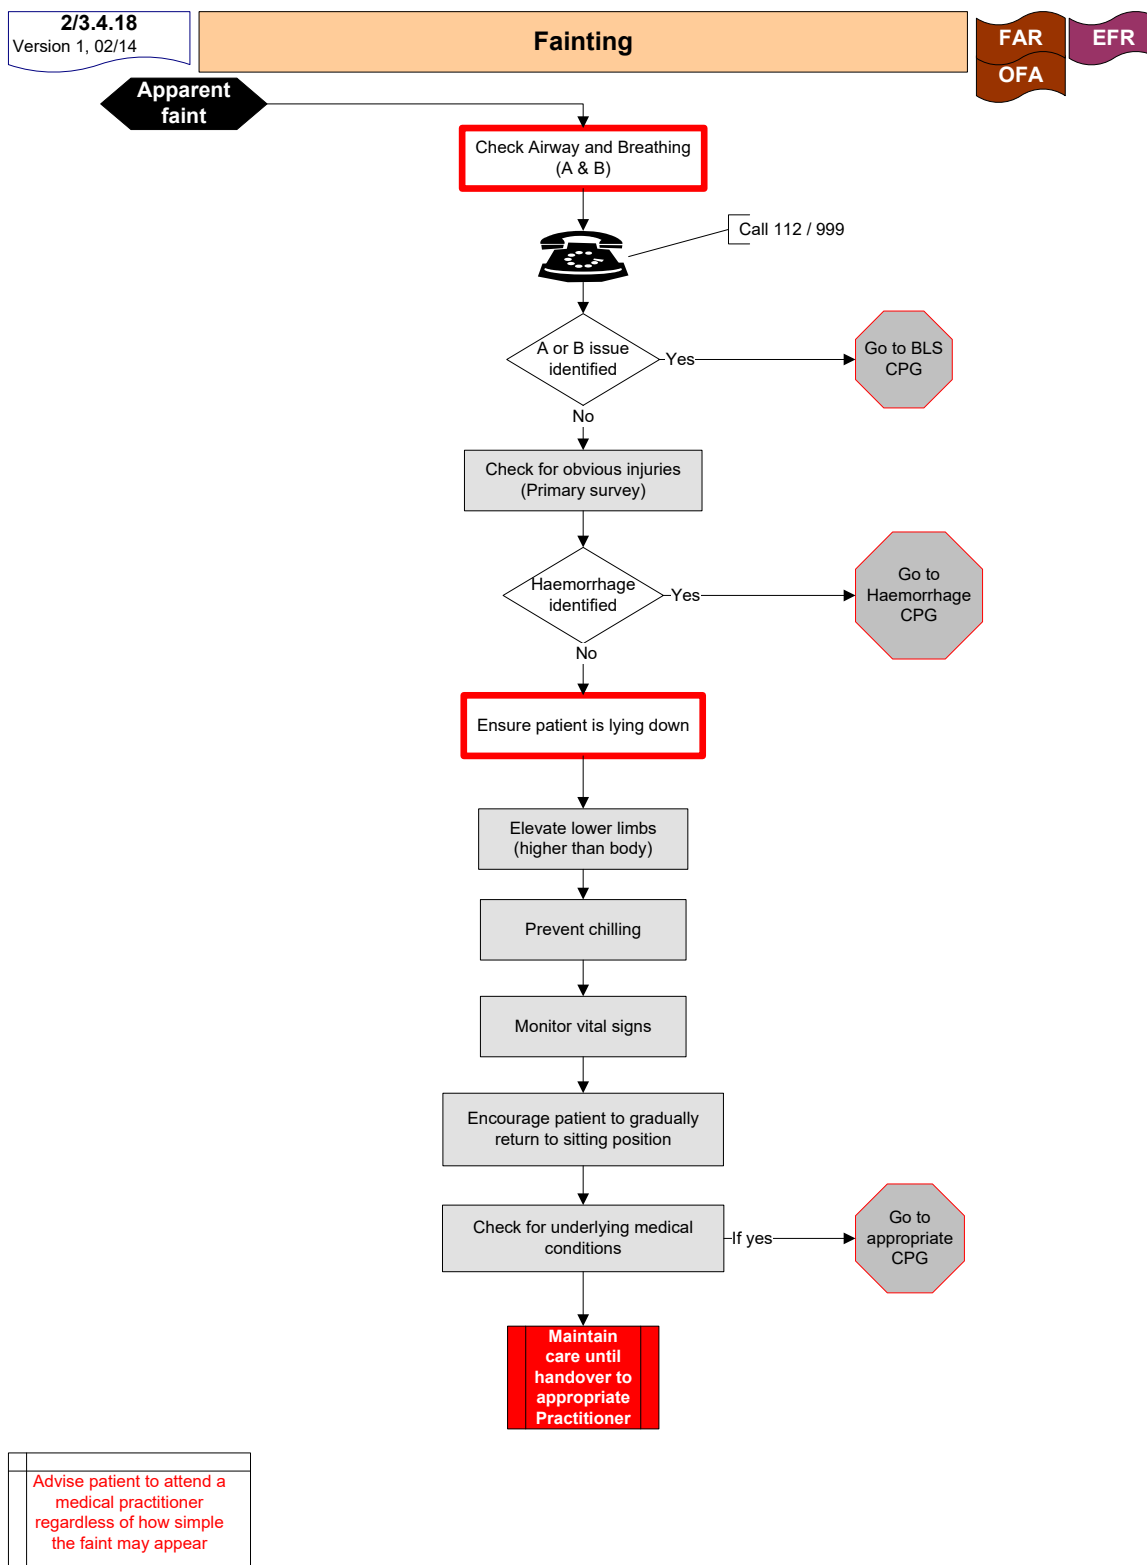 2/3.4.18
Version 1, 02/14
Fainting
FAR
EFR
OFA
Apparent
faint
Check Airway and Breathing
(A & B)
Call 112 / 999
A or B issue
identified
Yes
Go to BLS
CPG
No
Check for obvious injuries
(Primary survey)
Haemorrhage
identified
Yes
Go to
Haemorrhage
CPG
No
Ensure patient is lying down
Elevate lower limbs
(higher than body)
Prevent chilling
Monitor vital signs
Encourage patient to gradually
return to sitting position
Check for underlying medical
conditions
If yes
Go to
appropriate
CPG
Maintain
care until
handover to
appropriate
Practitioner
Advise patient to attend a
medical practitioner
regardless of how simple
the faint may appear